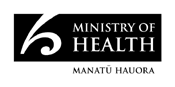 MINISTRY OF
HEALTH
MANATŪ HAUORA